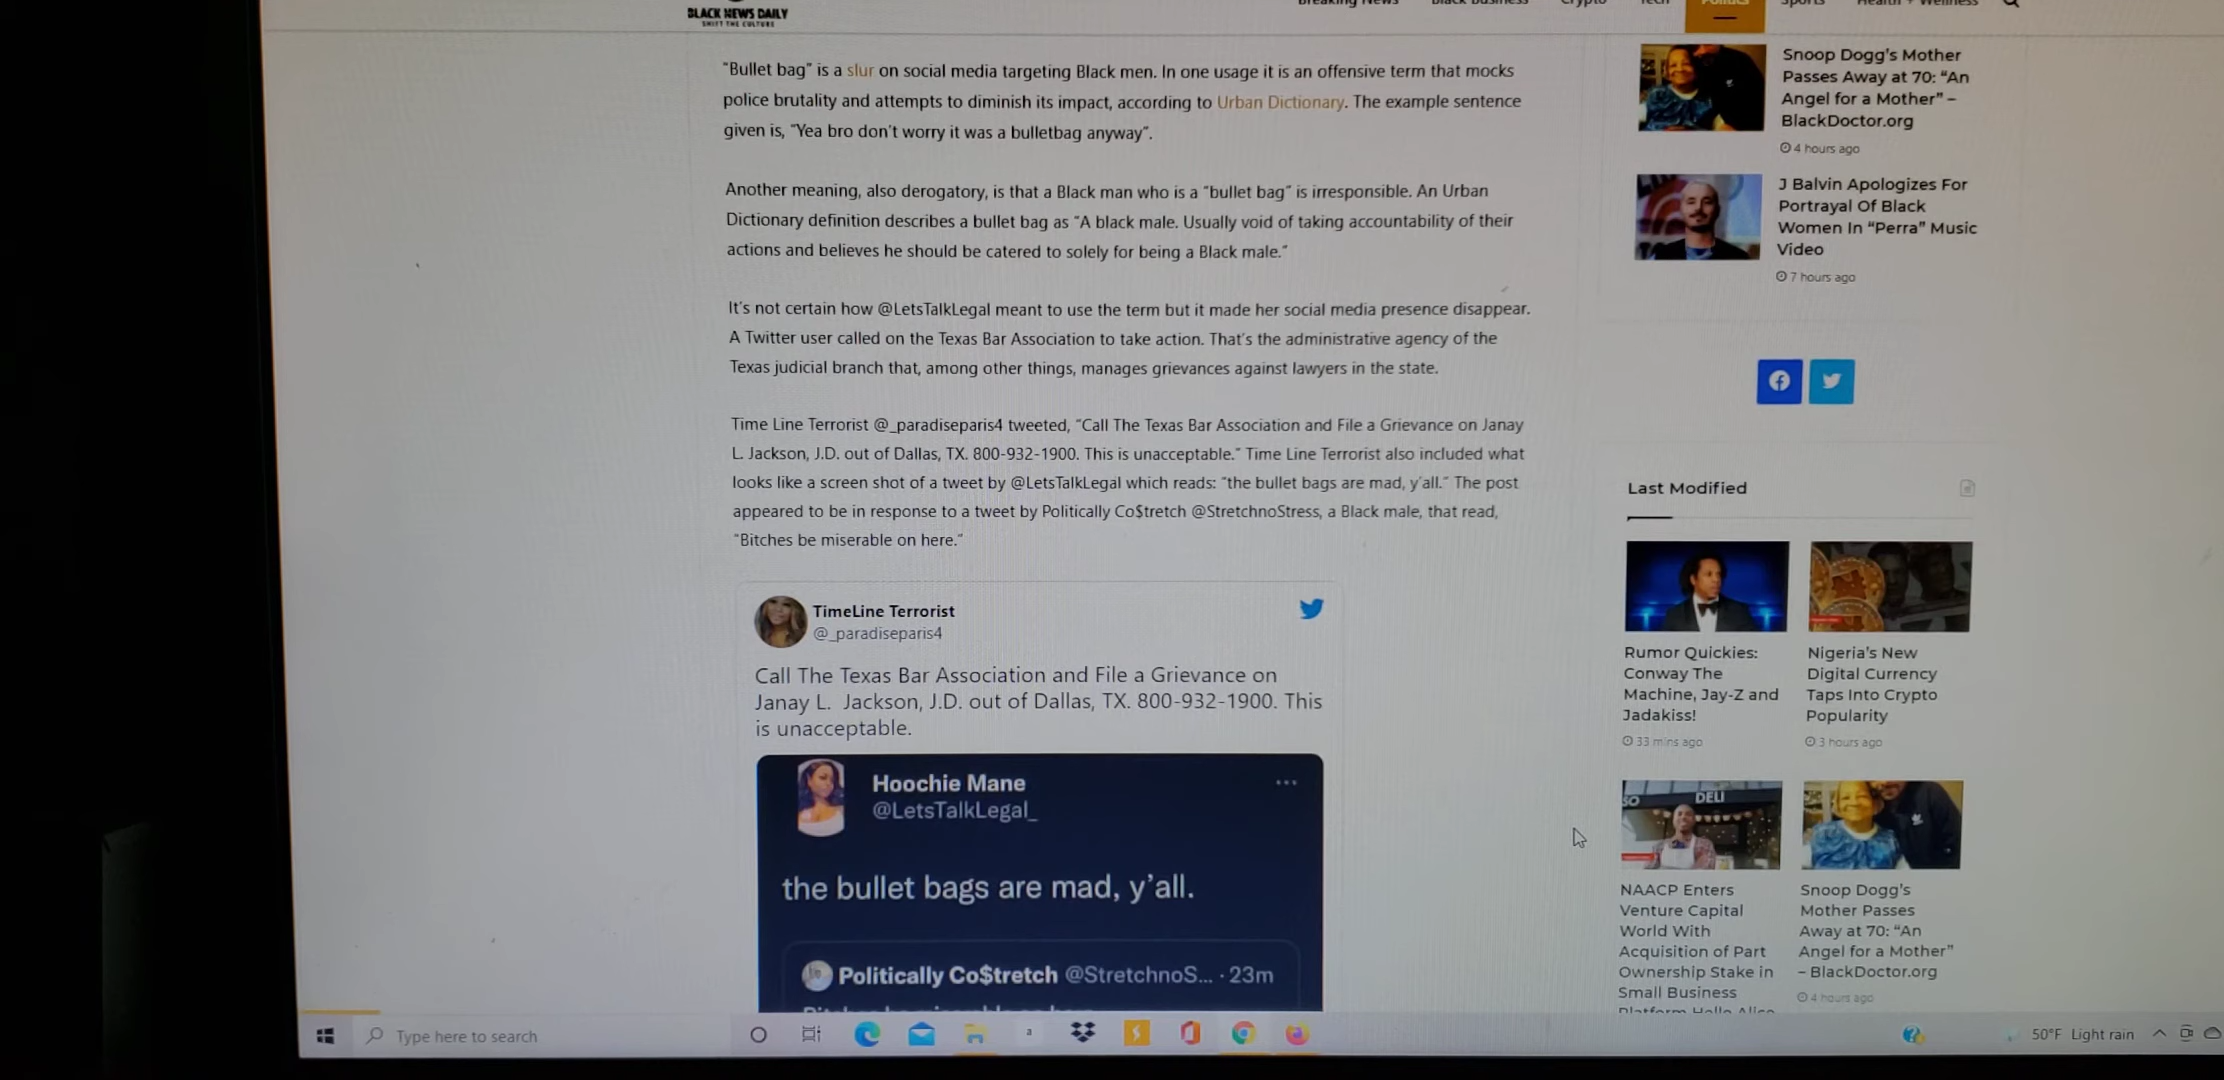 BLACK NEWS DAILY
SHIFT THE CULTURE
Breaking News Black Business Crypto Tech Politics Sports Health + Wellness
"Bullet bag" is a slur on social media targeting Black men. In one usage it is an offensive term that mocks
police brutality and attempts to diminish its impact, according to Urban Dictionary. The example sentence
given is, "Yea bro don't worry it was a bulletbag anyway".
Another meaning, also derogatory, is that a Black man who is a "bullet bag" is irresponsible. An Urban
Dictionary definition describes a bullet bag as "A black male. Usually void of taking accountability of their
actions and believes he should be catered to solely for being a Black male."
It's not certain how @LetsTalkLegal meant to use the term but it made her social media presence disappear.
A Twitter user called on the Texas Bar Association to take action. That's the administrative agency of the
Texas judicial branch that, among other things, manages grievances against lawyers in the state.
Time Line Terrorist @_paradiseparis4 tweeted, "Call The Texas Bar Association and File a Grievance on Janay
L. Jackson, J.D. out of Dallas, TX. 800-932-1900. This is unacceptable." Time Line Terrorist also included what
looks like a screen shot of a tweet by @LetsTalkLegal which reads: "the bullet bags are mad, y'all." The post
appeared to be in response to a tweet by Politically Co$tretch @StretchnoStress, a Black male, that read,
"Bitches be miserable on here."
TimeLine Terrorist
@_paradiseparis4
Call The Texas Bar Association and File a Grievance on
Janay L. Jackson, J.D. out of Dallas, TX. 800-932-1900. This
is unacceptable.
Hoochie Mane
@LetsTalkLegal_
the bullet bags are mad, y'all.
Politically Co$tretch @StretchnoS... · 23m
Snoop Dogg's Mother
Passes Away at 70: "An
Angel for a Mother" –
BlackDoctor.org
4 hours ago
J Balvin Apologizes For
Portrayal Of Black
Women In "Perra" Music
Video
7 hours ago
Last Modified
Rumor Quickies:
Conway The
Machine, Jay-Z and
Jadakiss!
33 mins ago
Nigeria's New
Digital Currency
Taps Into Crypto
Popularity
3 hours ago
DELI
NAACP Enters
Venture Capital
World With
Acquisition of Part
Ownership Stake in
Small Business
Platform Hello Alice
Snoop Dogg's
Mother Passes
Away at 70: "An
Angel for a Mother"
– BlackDoctor.org
4 hours ago
Type here to search
50°F Light rain